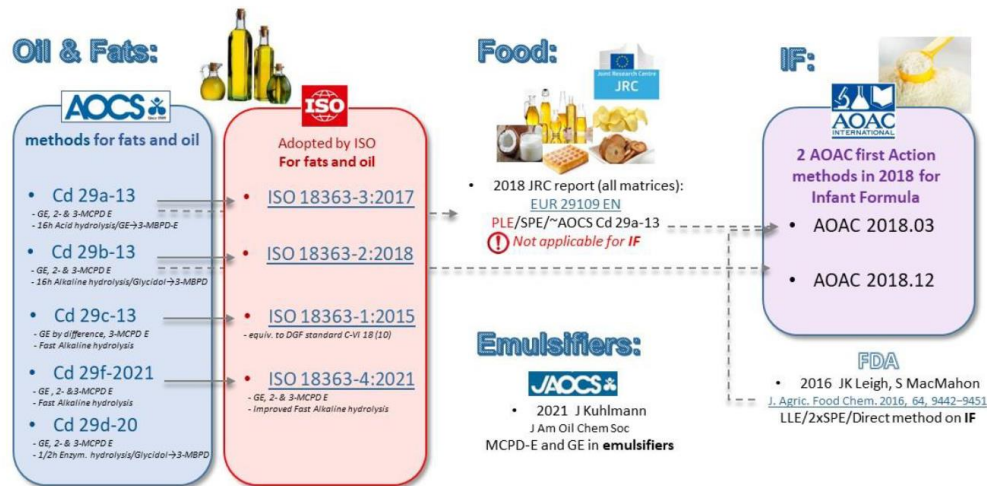 Oil & Fats:
AOCS
Since 1909
methods for fats and oil
• Cd 29a-13
- GE, 2- & 3-MCPD E
- 16h Acid hydrolysis/GE→3-MBPD-E
• Cd 29b-13
- GE, 2- & 3-MCPD E
- 16h Alkaline hydrolysis/Glycidol→3-MBPD
• Cd 29c-13
- GE by difference, 3-MCPD E
- Fast Alkaline hydrolysis
• Cd 29f-2021
- GE , 2- &3-MCPD E
- Fast Alkaline hydrolysis
• Cd 29d-20
- GE, 2- & 3-MCPD E
- 1/2h Enzym. hydrolysis/Glycidol→3-MBPD
ISO
Adopted by ISO
For fats and oil
• ISO 18363-3:2017
• ISO 18363-2:2018
• ISO 18363-1:2015
- equiv. to DGF standard C-VI 18 (10)
• ISO 18363-4:2021
- GE, 2- & 3-MCPD E
- Improved Fast Alkaline hydrolysis
Food:
Joint Research Centre
JRC
• 2018 JRC report (all matrices):
EUR 29109 EN
PLE/SPE/~AOCS Cd 29a-13
! Not applicable for IF
Emulsifiers:
JAOCS
• 2021 J Kuhlmann
J Am Oil Chem Soc
MCPD-E and GE in emulsifiers
IF:
AOAC
INTERNATIONAL
2 AOAC first Action
methods in 2018 for
Infant Formula
• AOAC 2018.03
• AOAC 2018.12
FDA
• 2016 JK Leigh, S MacMahon
J. Agric. Food Chem. 2016, 64, 9442−9451
LLE/2xSPE/Direct method on IF